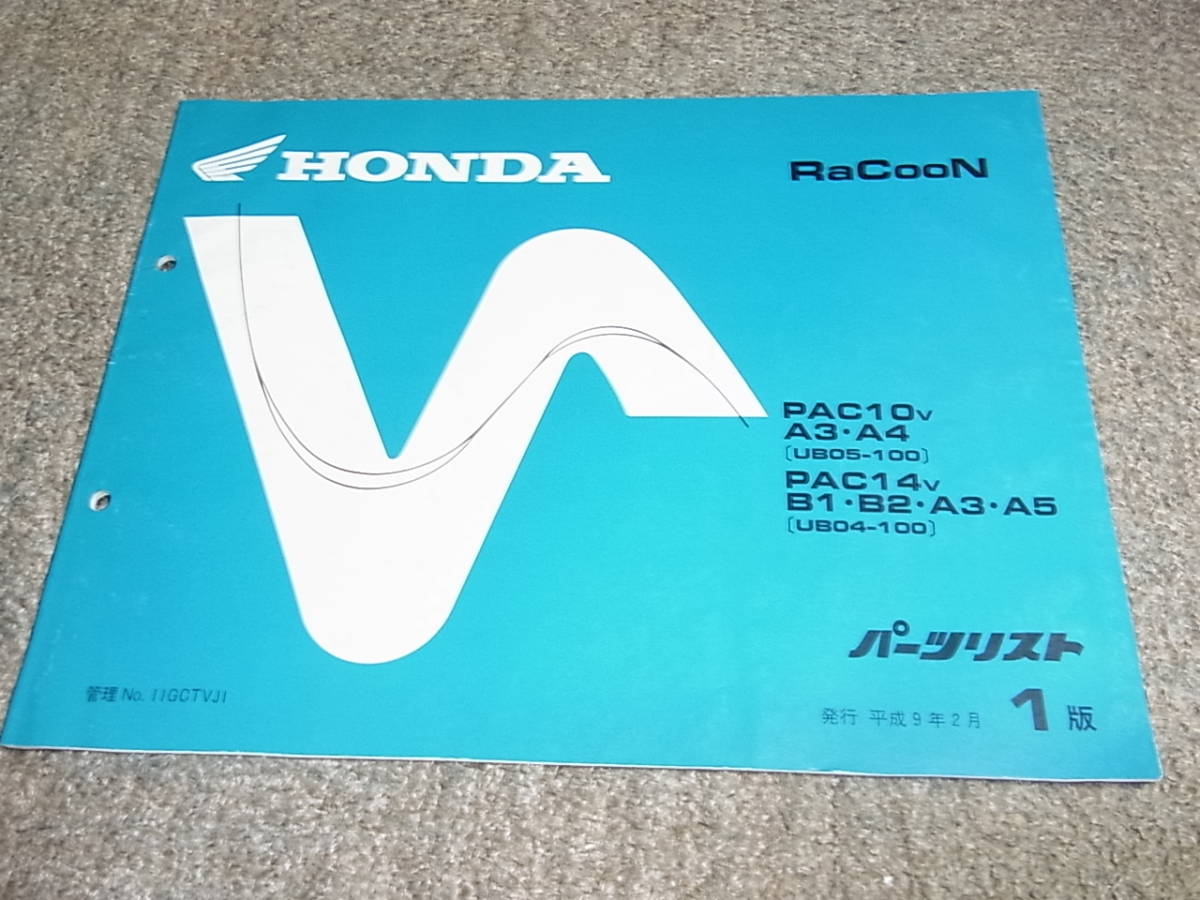 HONDA
RaCooN
PAC10V
A3・A4
〔UB05-100〕
PAC14V
B1・B2・A3・A5
〔UB04-100〕
パーツリスト
管理 No. 11GCTVJ1
発行 平成9年2月 1版